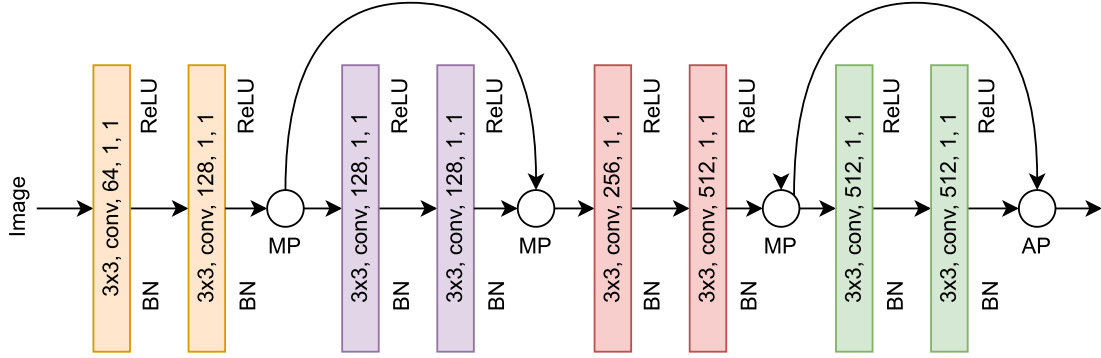 Image
3x3, conv, 64, 1, 1
ReLU
BN
3x3, conv, 128, 1, 1
ReLU
BN
MP
3x3, conv, 128, 1, 1
ReLU
BN
3x3, conv, 128, 1, 1
ReLU
BN
MP
3x3, conv, 256, 1, 1
ReLU
BN
3x3, conv, 512, 1, 1
ReLU
BN
MP
3x3, conv, 512, 1, 1
ReLU
BN
3x3, conv, 512, 1, 1
ReLU
BN
AP